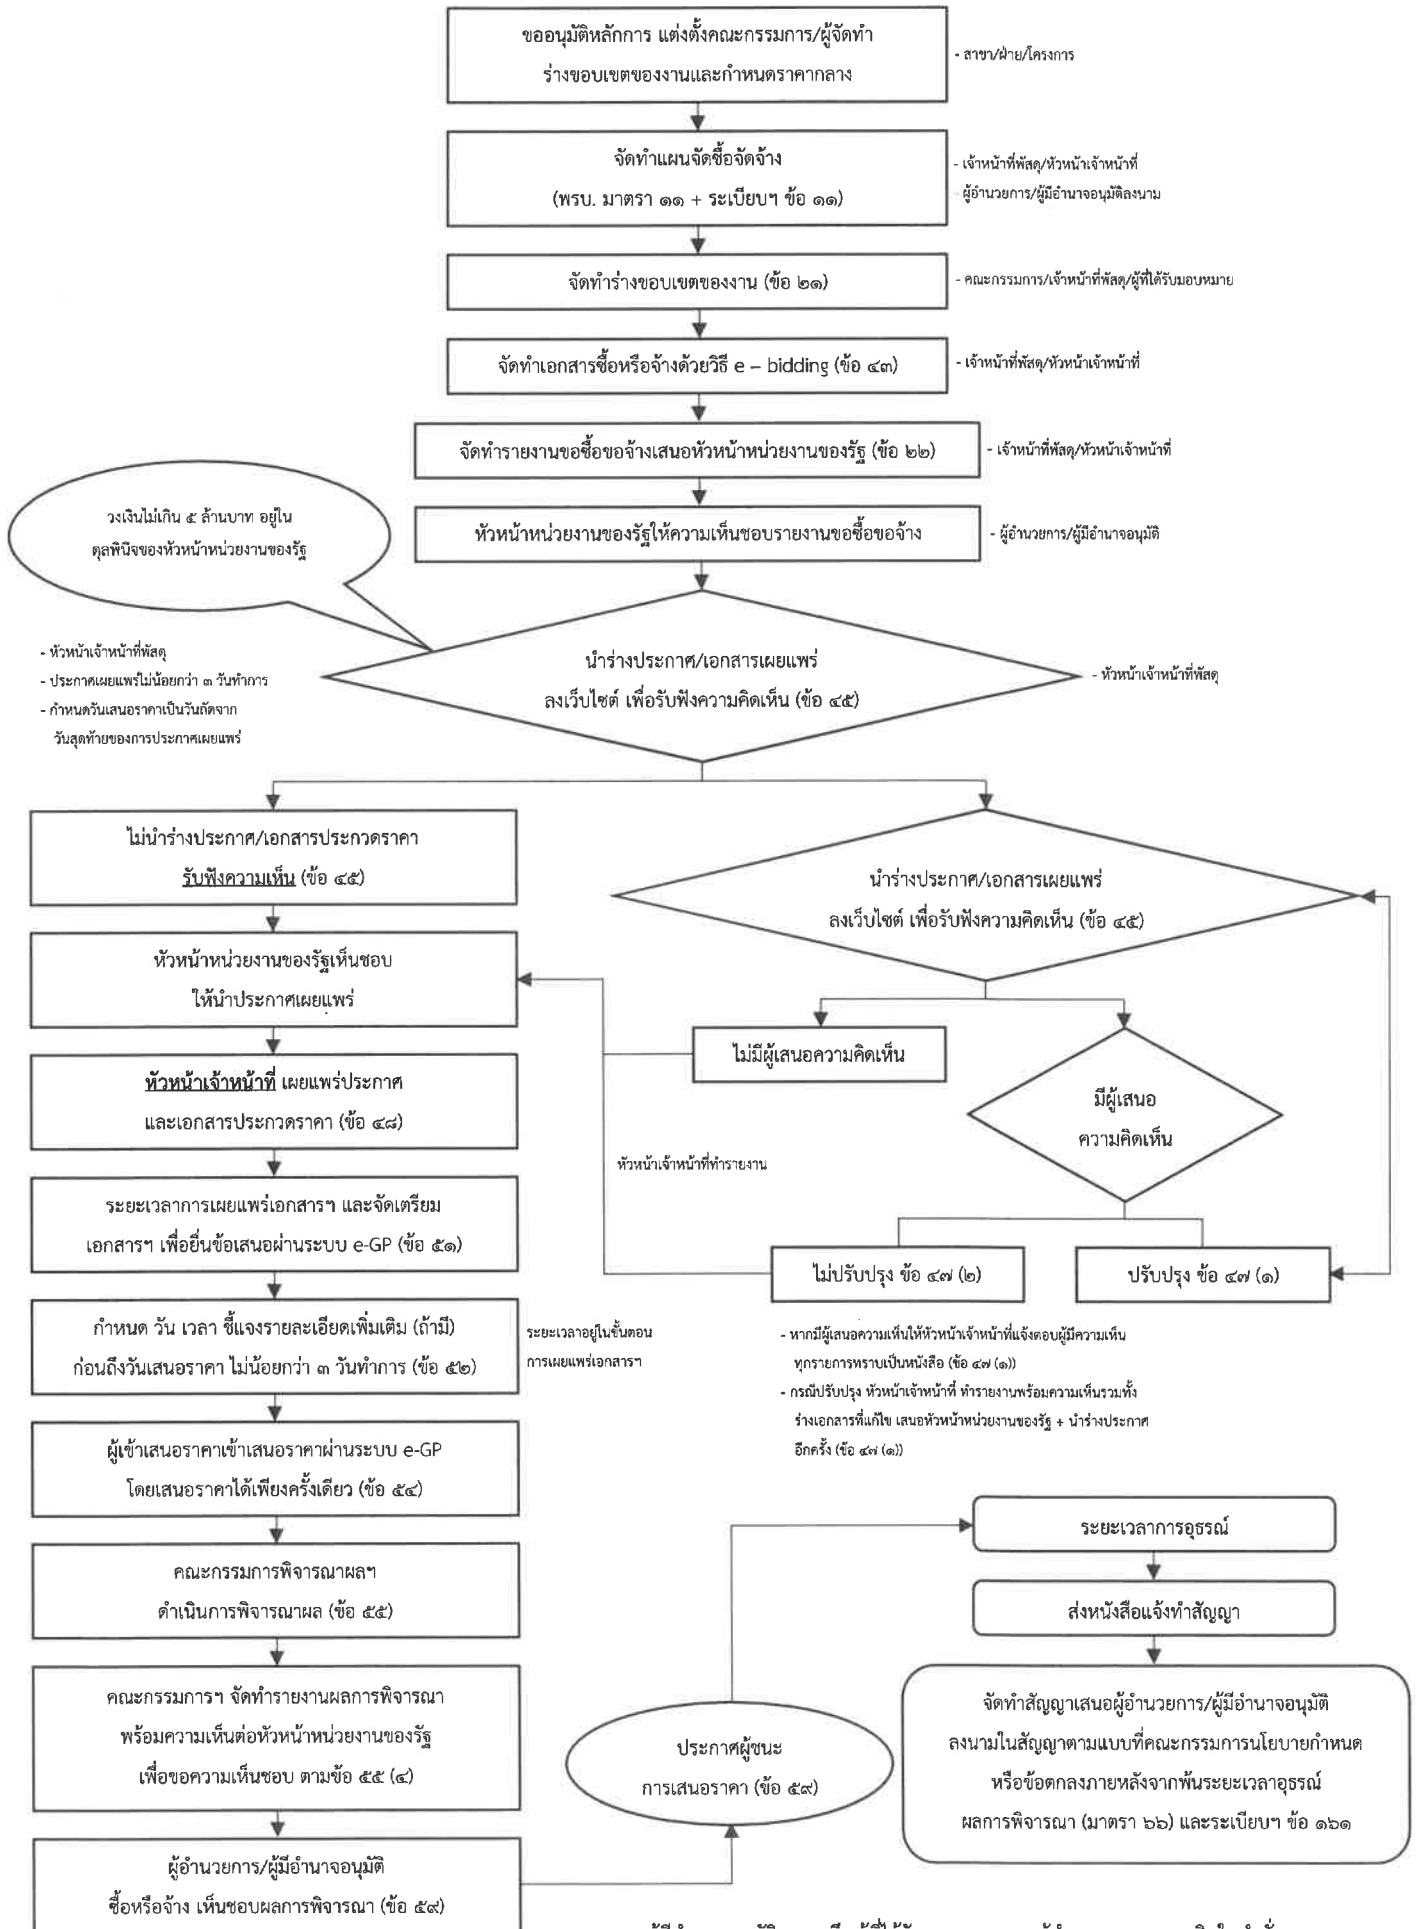 ขออนุมัติหลักการ แต่งตั้งคณะกรรมการ/ผู้จัดทำ
ร่างขอบเขตของงานและกำหนดราคากลาง
- สาขา/ฝ่าย/โครงการ
จัดทำแผนจัดซื้อจัดจ้าง
(พรบ. มาตรา ๑๑ + ระเบียบฯ ข้อ ๑๑)
- เจ้าหน้าที่พัสดุ/หัวหน้าเจ้าหน้าที่
- ผู้อำนวยการ/ผู้มีอำนาจอนุมัติลงนาม
จัดทำร่างขอบเขตของงาน (ข้อ ๒๑)
- คณะกรรมการ/เจ้าหน้าที่พัสดุ/ผู้ที่ได้รับมอบหมาย
จัดทำเอกสารซื้อหรือจ้างด้วยวิธี e – bidding (ข้อ ๔๓)
- เจ้าหน้าที่พัสดุ/หัวหน้าเจ้าหน้าที่
จัดทำรายงานขอซื้อขอจ้างเสนอหัวหน้าหน่วยงานของรัฐ (ข้อ ๒๒)
- เจ้าหน้าที่พัสดุ/หัวหน้าเจ้าหน้าที่
หัวหน้าหน่วยงานของรัฐให้ความเห็นชอบรายงานขอซื้อขอจ้าง
- ผู้อำนวยการ/ผู้มีอำนาจอนุมัติ
วงเงินไม่เกิน ๕ ล้านบาท อยู่ใน
ดุลพินิจของหัวหน้าหน่วยงานของรัฐ
- หัวหน้าเจ้าหน้าที่พัสดุ
- ประกาศเผยแพร่ไม่น้อยกว่า ๓ วันทำการ
- กำหนดวันเสนอราคาเป็นวันถัดจาก
วันสุดท้ายของการประกาศเผยแพร่
นำร่างประกาศ/เอกสารเผยแพร่
ลงเว็บไซต์ เพื่อรับฟังความคิดเห็น (ข้อ ๔๕)
- หัวหน้าเจ้าหน้าที่พัสดุ
ไม่นำร่างประกาศ/เอกสารประกวดราคา
รับฟังความเห็น (ข้อ ๔๕)
นำร่างประกาศ/เอกสารเผยแพร่
ลงเว็บไซต์ เพื่อรับฟังความคิดเห็น (ข้อ ๔๕)
หัวหน้าหน่วยงานของรัฐเห็นชอบ
ให้นำประกาศเผยแพร่
ไม่มีผู้เสนอความคิดเห็น
มีผู้เสนอ
ความคิดเห็น
หัวหน้าเจ้าหน้าที่ เผยแพร่ประกาศ
และเอกสารประกวดราคา (ข้อ ๔๘)
หัวหน้าเจ้าหน้าที่ทำรายงาน
ระยะเวลาการเผยแพร่เอกสารฯ และจัดเตรียม
เอกสารฯ เพื่อยื่นข้อเสนอผ่านระบบ e-GP (ข้อ ๕๑)
ไม่ปรับปรุง ข้อ ๔๗ (๒)
ปรับปรุง ข้อ ๔๗ (๑)
กำหนด วัน เวลา ชี้แจงรายละเอียดเพิ่มเติม (ถ้ามี)
ก่อนถึงวันเสนอราคา ไม่น้อยกว่า ๓ วันทำการ (ข้อ ๕๒)
ระยะเวลาอยู่ในขั้นตอน
การเผยแพร่เอกสารฯ
- หากมีผู้เสนอความเห็นให้หัวหน้าเจ้าหน้าที่แจ้งตอบผู้มีความเห็น
ทุกรายการทราบเป็นหนังสือ (ข้อ ๔๗ (๑))
- กรณีปรับปรุง หัวหน้าเจ้าหน้าที่ ทำรายงานพร้อมความเห็นรวมทั้ง
ร่างเอกสารที่แก้ไข เสนอหัวหน้าหน่วยงานของรัฐ + นำร่างประกาศ
อีกครั้ง (ข้อ ๔๗ (๑))
ผู้เข้าเสนอราคาเข้าเสนอราคาผ่านระบบ e-GP
โดยเสนอราคาได้เพียงครั้งเดียว (ข้อ ๕๔)
คณะกรรมการพิจารณาผลฯ
ดำเนินการพิจารณาผล (ข้อ ๕๕)
คณะกรรมการฯ จัดทำรายงานผลการพิจารณา
พร้อมความเห็นต่อหัวหน้าหน่วยงานของรัฐ
เพื่อขอความเห็นชอบ ตามข้อ ๕๕ (๔)
ผู้อำนวยการ/ผู้มีอำนาจอนุมัติ
ซื้อหรือจ้าง เห็นชอบผลการพิจารณา (ข้อ ๕๙)
ประกาศผู้ชนะ
การเสนอราคา (ข้อ ๕๙)
ระยะเวลาการอุธรณ์
ส่งหนังสือแจ้งทำสัญญา
จัดทำสัญญาเสนอผู้อำนวยการ/ผู้มีอำนาจอนุมัติ
ลงนามในสัญญาตามแบบที่คณะกรรมการนโยบายกำหนด
หรือข้อตกลงภายหลังจากพ้นระยะเวลาอุธรณ์
ผลการพิจารณา (มาตรา ๖๖) และระเบียบฯ ข้อ ๑๖๑